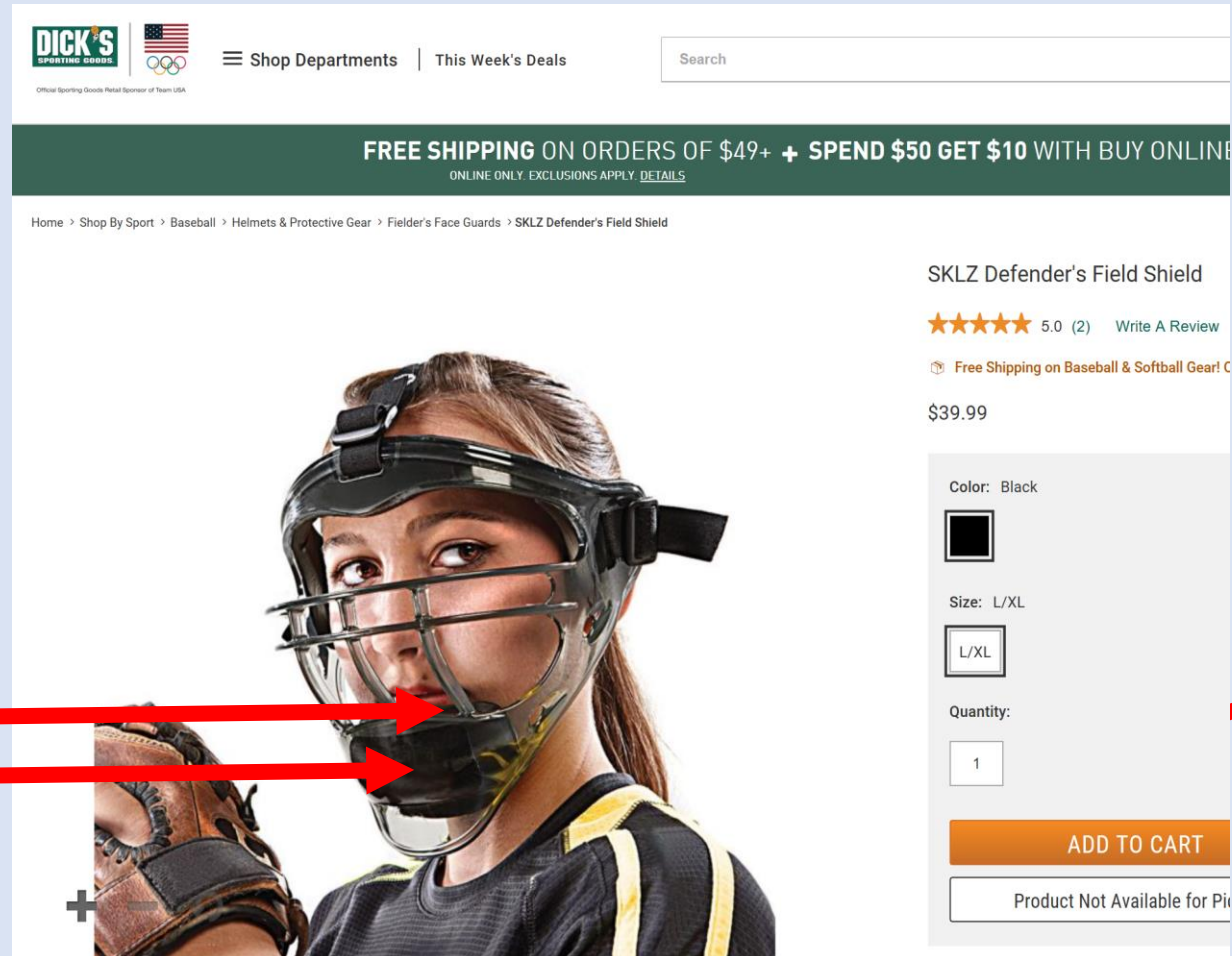 DICK'S
SPORTING GOODS
Official Sporting Goods Retail Sponsor of Team USA
Shop Departments
This Week's Deals
Search
FREE SHIPPING ON ORDERS OF $49+ + SPEND $50 GET $10 WITH BUY ONLINE
ONLINE ONLY. EXCLUSIONS APPLY. DETAILS
Home > Shop By Sport > Baseball > Helmets & Protective Gear > Fielder's Face Guards > SKLZ Defender's Field Shield
SKLZ Defender's Field Shield
5.0 (2) Write A Review
Free Shipping on Baseball & Softball Gear!
$39.99
Color: Black
Size: L/XL
L/XL
Quantity:
1
ADD TO CART
Product Not Available for